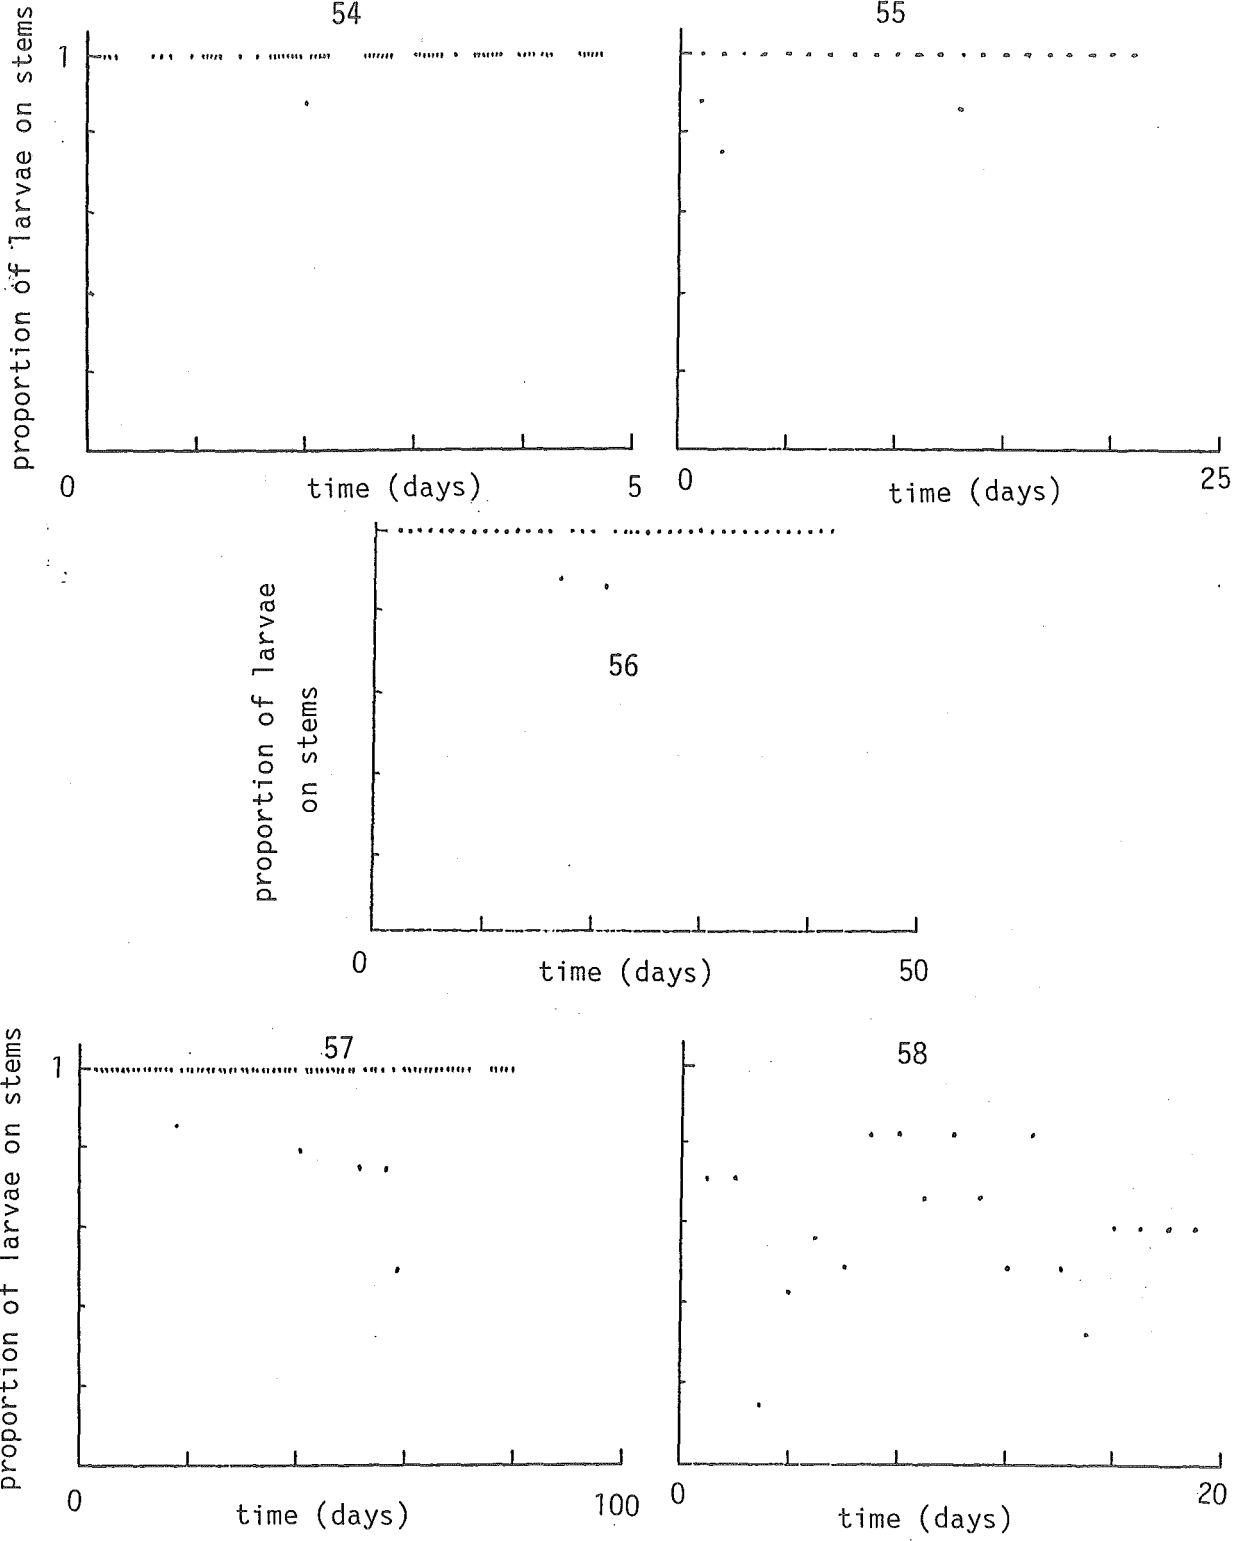 54
55
proportion of larvae on stems
1
0
time (days)
5
0
time (days)
25
proportion of larvae
on stems
56
0
time (days)
50
57
58
proportion of larvae on stems
1
0
time (days)
100
0
time (days)
20